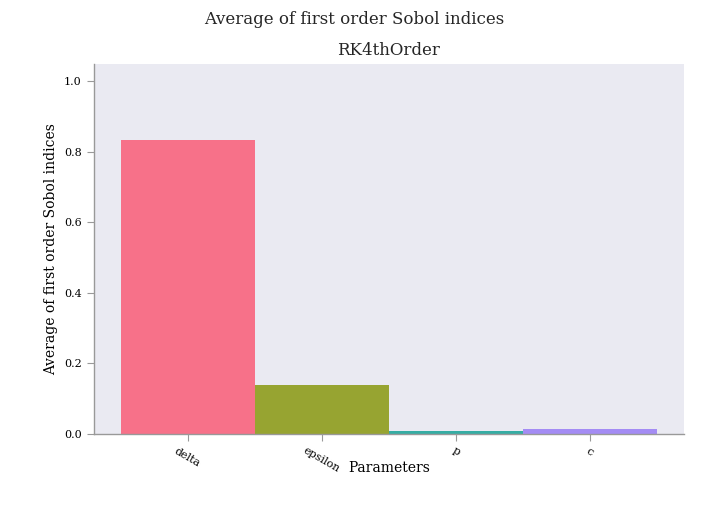 Average of first order Sobol indices
RK4thOrder
Average of first order Sobol indices
1.0
0.8
0.6
0.4
0.2
0.0
delta
epsilon
p
c
Parameters